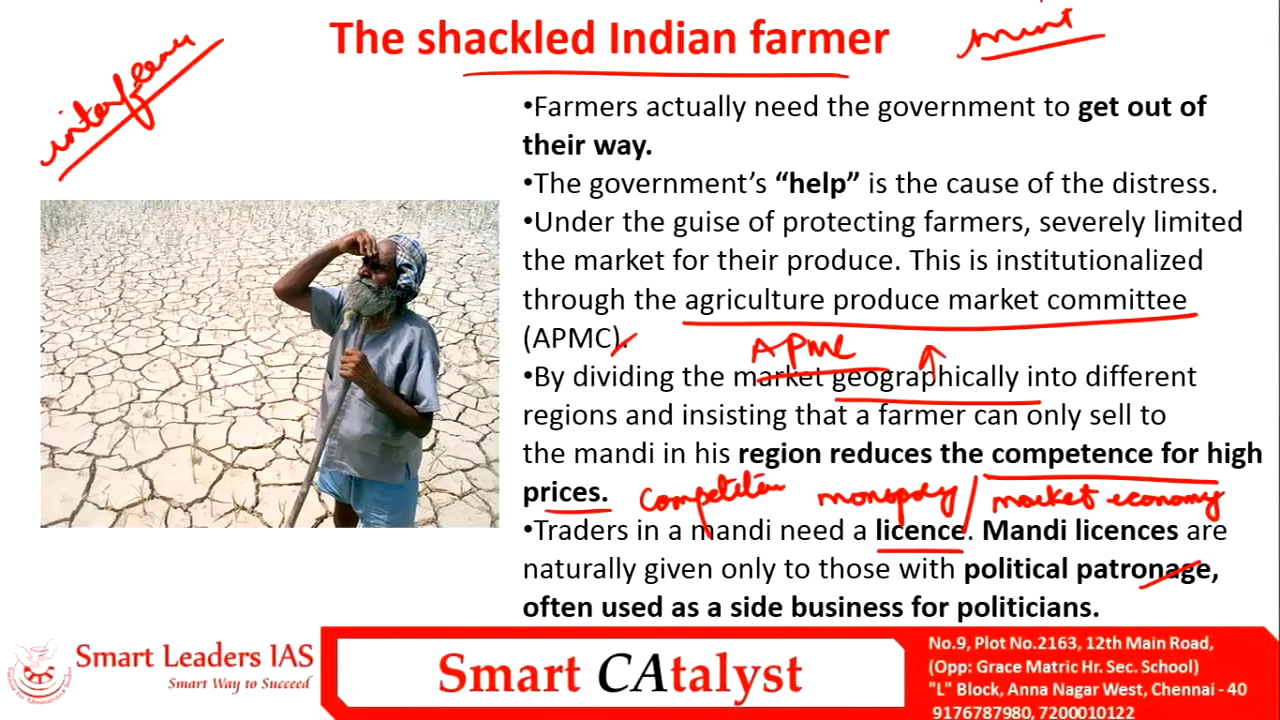 The shackled Indian farmer
mint
•Farmers actually need the government to get out of
their way.
•The government's "help" is the cause of the distress.
•Under the guise of protecting farmers, severely limited
the market for their produce. This is institutionalized
through the agriculture produce market committee
(APMC).
APMC
•By dividing the market geographically into different
regions and insisting that a farmer can only sell to
the mandi in his region reduces the competence for high
prices.
competition monopoly / market economy
•Traders in a mandi need a licence. Mandi licences are
naturally given only to those with political patronage,
often used as a side business for politicians.
Smart Leaders IAS
Smart Way to Succeed
Smart CAtalyst
No.9, Plot No.2163, 12th Main Road,
(Opp: Grace Matric Hr. Sec. School)
"L" Block, Anna Nagar West, Chennai - 40
9176787980, 7200010122